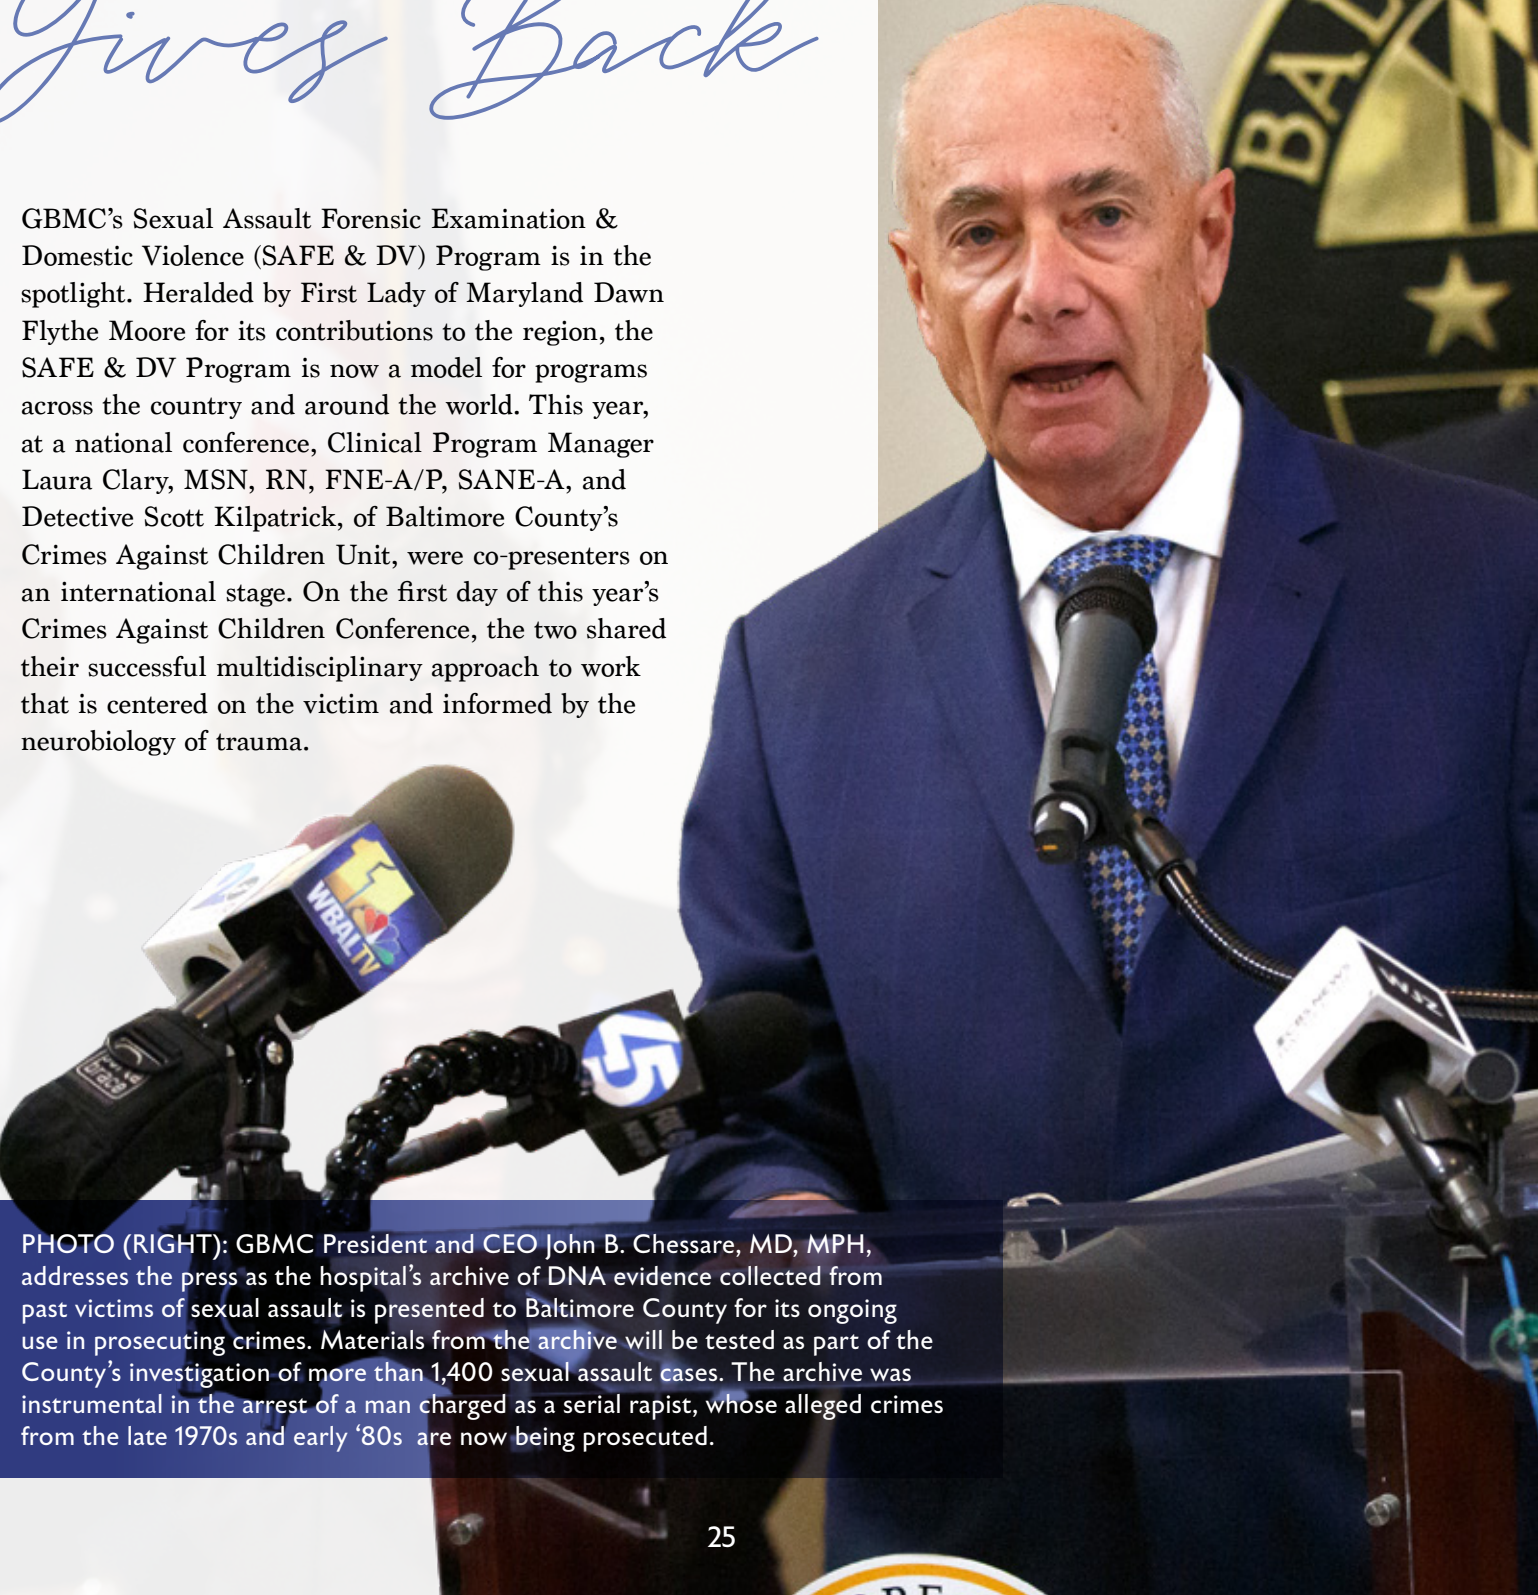 Gives Back
GBMC’s Sexual Assault Forensic Examination &
Domestic Violence (SAFE & DV) Program is in the
spotlight. Heralded by First Lady of Maryland Dawn
Flythe Moore for its contributions to the region, the
SAFE & DV Program is now a model for programs
across the country and around the world. This year,
at a national conference, Clinical Program Manager
Laura Clary, MSN, RN, FNE-A/P, SANE-A, and
Detective Scott Kilpatrick, of Baltimore County’s
Crimes Against Children Unit, were co-presenters on
an international stage. On the first day of this year’s
Crimes Against Children Conference, the two shared
their successful multidisciplinary approach to work
that is centered on the victim and informed by the
neurobiology of trauma.
BAL
2
11
WBALTV
45
CBS NEWS
WJZ
brace
PHOTO (RIGHT): GBMC President and CEO John B. Chessare, MD, MPH,
addresses the press as the hospital’s archive of DNA evidence collected from
past victims of sexual assault is presented to Baltimore County for its ongoing
use in prosecuting crimes. Materials from the archive will be tested as part of the
County’s investigation of more than 1,400 sexual assault cases. The archive was
instrumental in the arrest of a man charged as a serial rapist, whose alleged crimes
from the late 1970s and early ‘80s  are now being prosecuted.
25
ORE